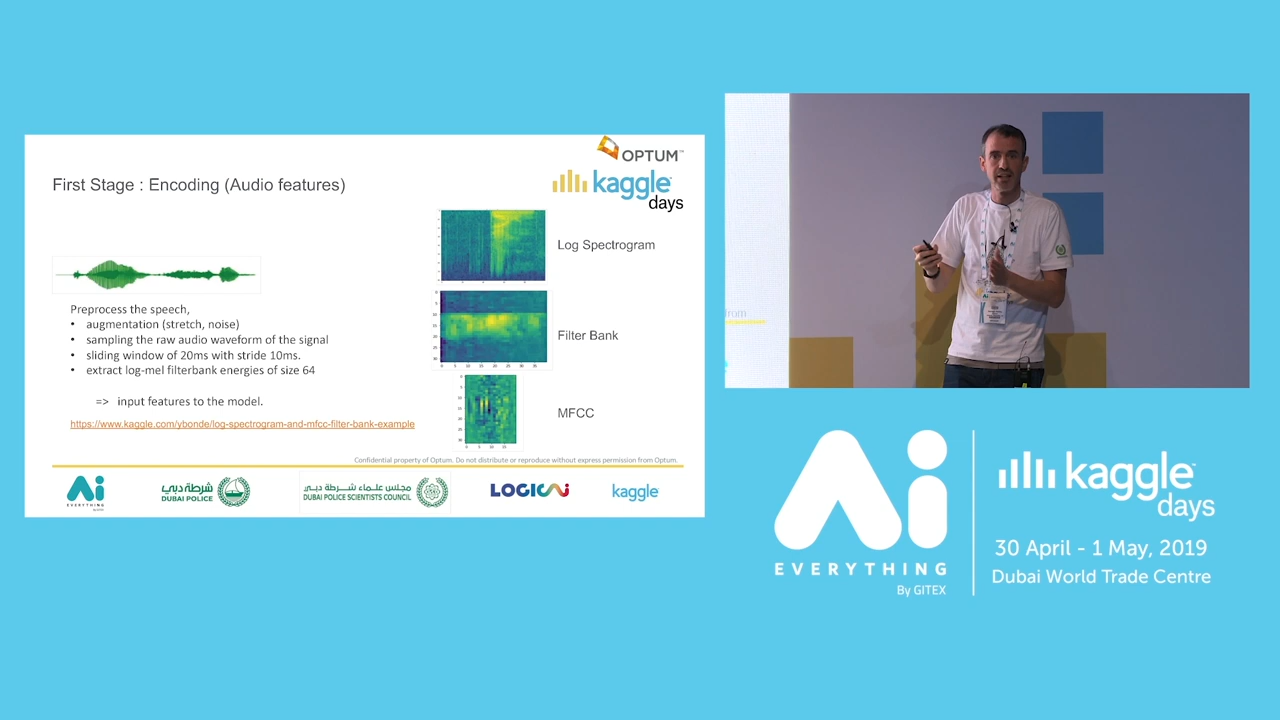 OPTUM™
kaggle
days
First Stage : Encoding (Audio features)
Log Spectrogram
Filter Bank
MFCC
Preprocess the speech,
• augmentation (stretch, noise)
• sampling the raw audio waveform of the signal
• sliding window of 20ms with stride 10ms.
• extract log-mel filterbank energies of size 64
=> input features to the model.
https://www.kaggle.com/ybonde/log-spectrogram-and-mfcc-filter-bank-example
Confidential property of Optum. Do not distribute or reproduce without express permission from Optum.
Ai
EVERYTHING
شرطة دبي
DUBAI POLICE
مجلس علماء شرطة دبي
DUBAI POLICE SCIENTISTS COUNCIL
LOGICAi
kaggle
Ai
EVERYTHING
By GITEX
kaggle
days
30 April - 1 May, 2019
Dubai World Trade Centre